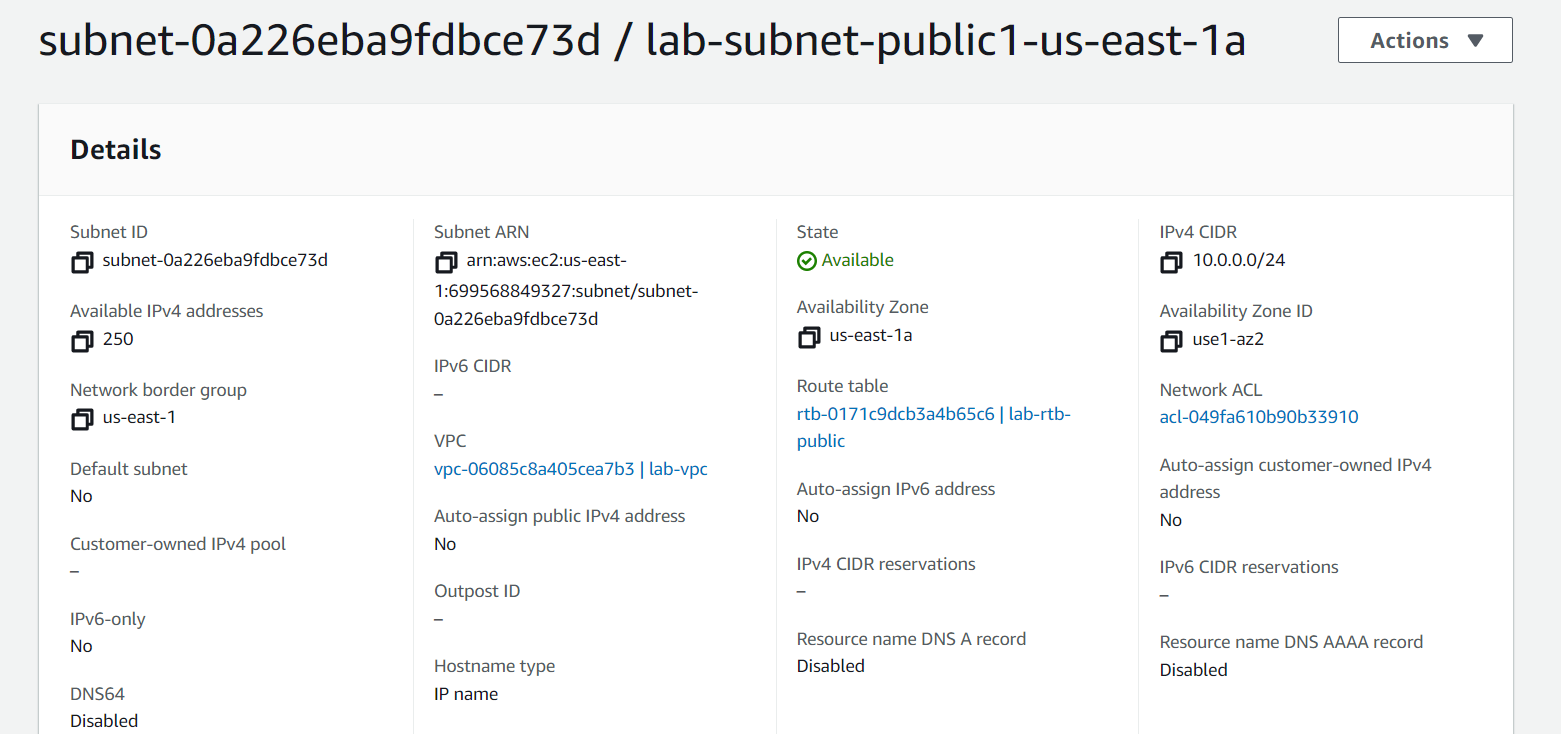 subnet-0a226eba9fdbce73d / lab-subnet-public1-us-east-1a
Actions
Details
Subnet ID
subnet-0a226eba9fdbce73d
Available IPv4 addresses
250
Network border group
us-east-1
Default subnet
No
Customer-owned IPv4 pool
–
IPv6-only
No
DNS64
Disabled
Subnet ARN
arn:aws:ec2:us-east-
1:699568849327:subnet/subnet-
0a226eba9fdbce73d
IPv6 CIDR
–
VPC
vpc-06085c8a405cea7b3 | lab-vpc
Auto-assign public IPv4 address
No
Outpost ID
–
Hostname type
IP name
State
Available
Availability Zone
us-east-1a
Route table
rtb-0171c9dcb3a4b65c6 | lab-rtb-
public
Auto-assign IPv6 address
No
IPv4 CIDR reservations
–
Resource name DNS A record
Disabled
IPv4 CIDR
10.0.0.0/24
Availability Zone ID
use1-az2
Network ACL
acl-049fa610b90b33910
Auto-assign customer-owned IPv4
address
No
IPv6 CIDR reservations
–
Resource name DNS AAAA record
Disabled